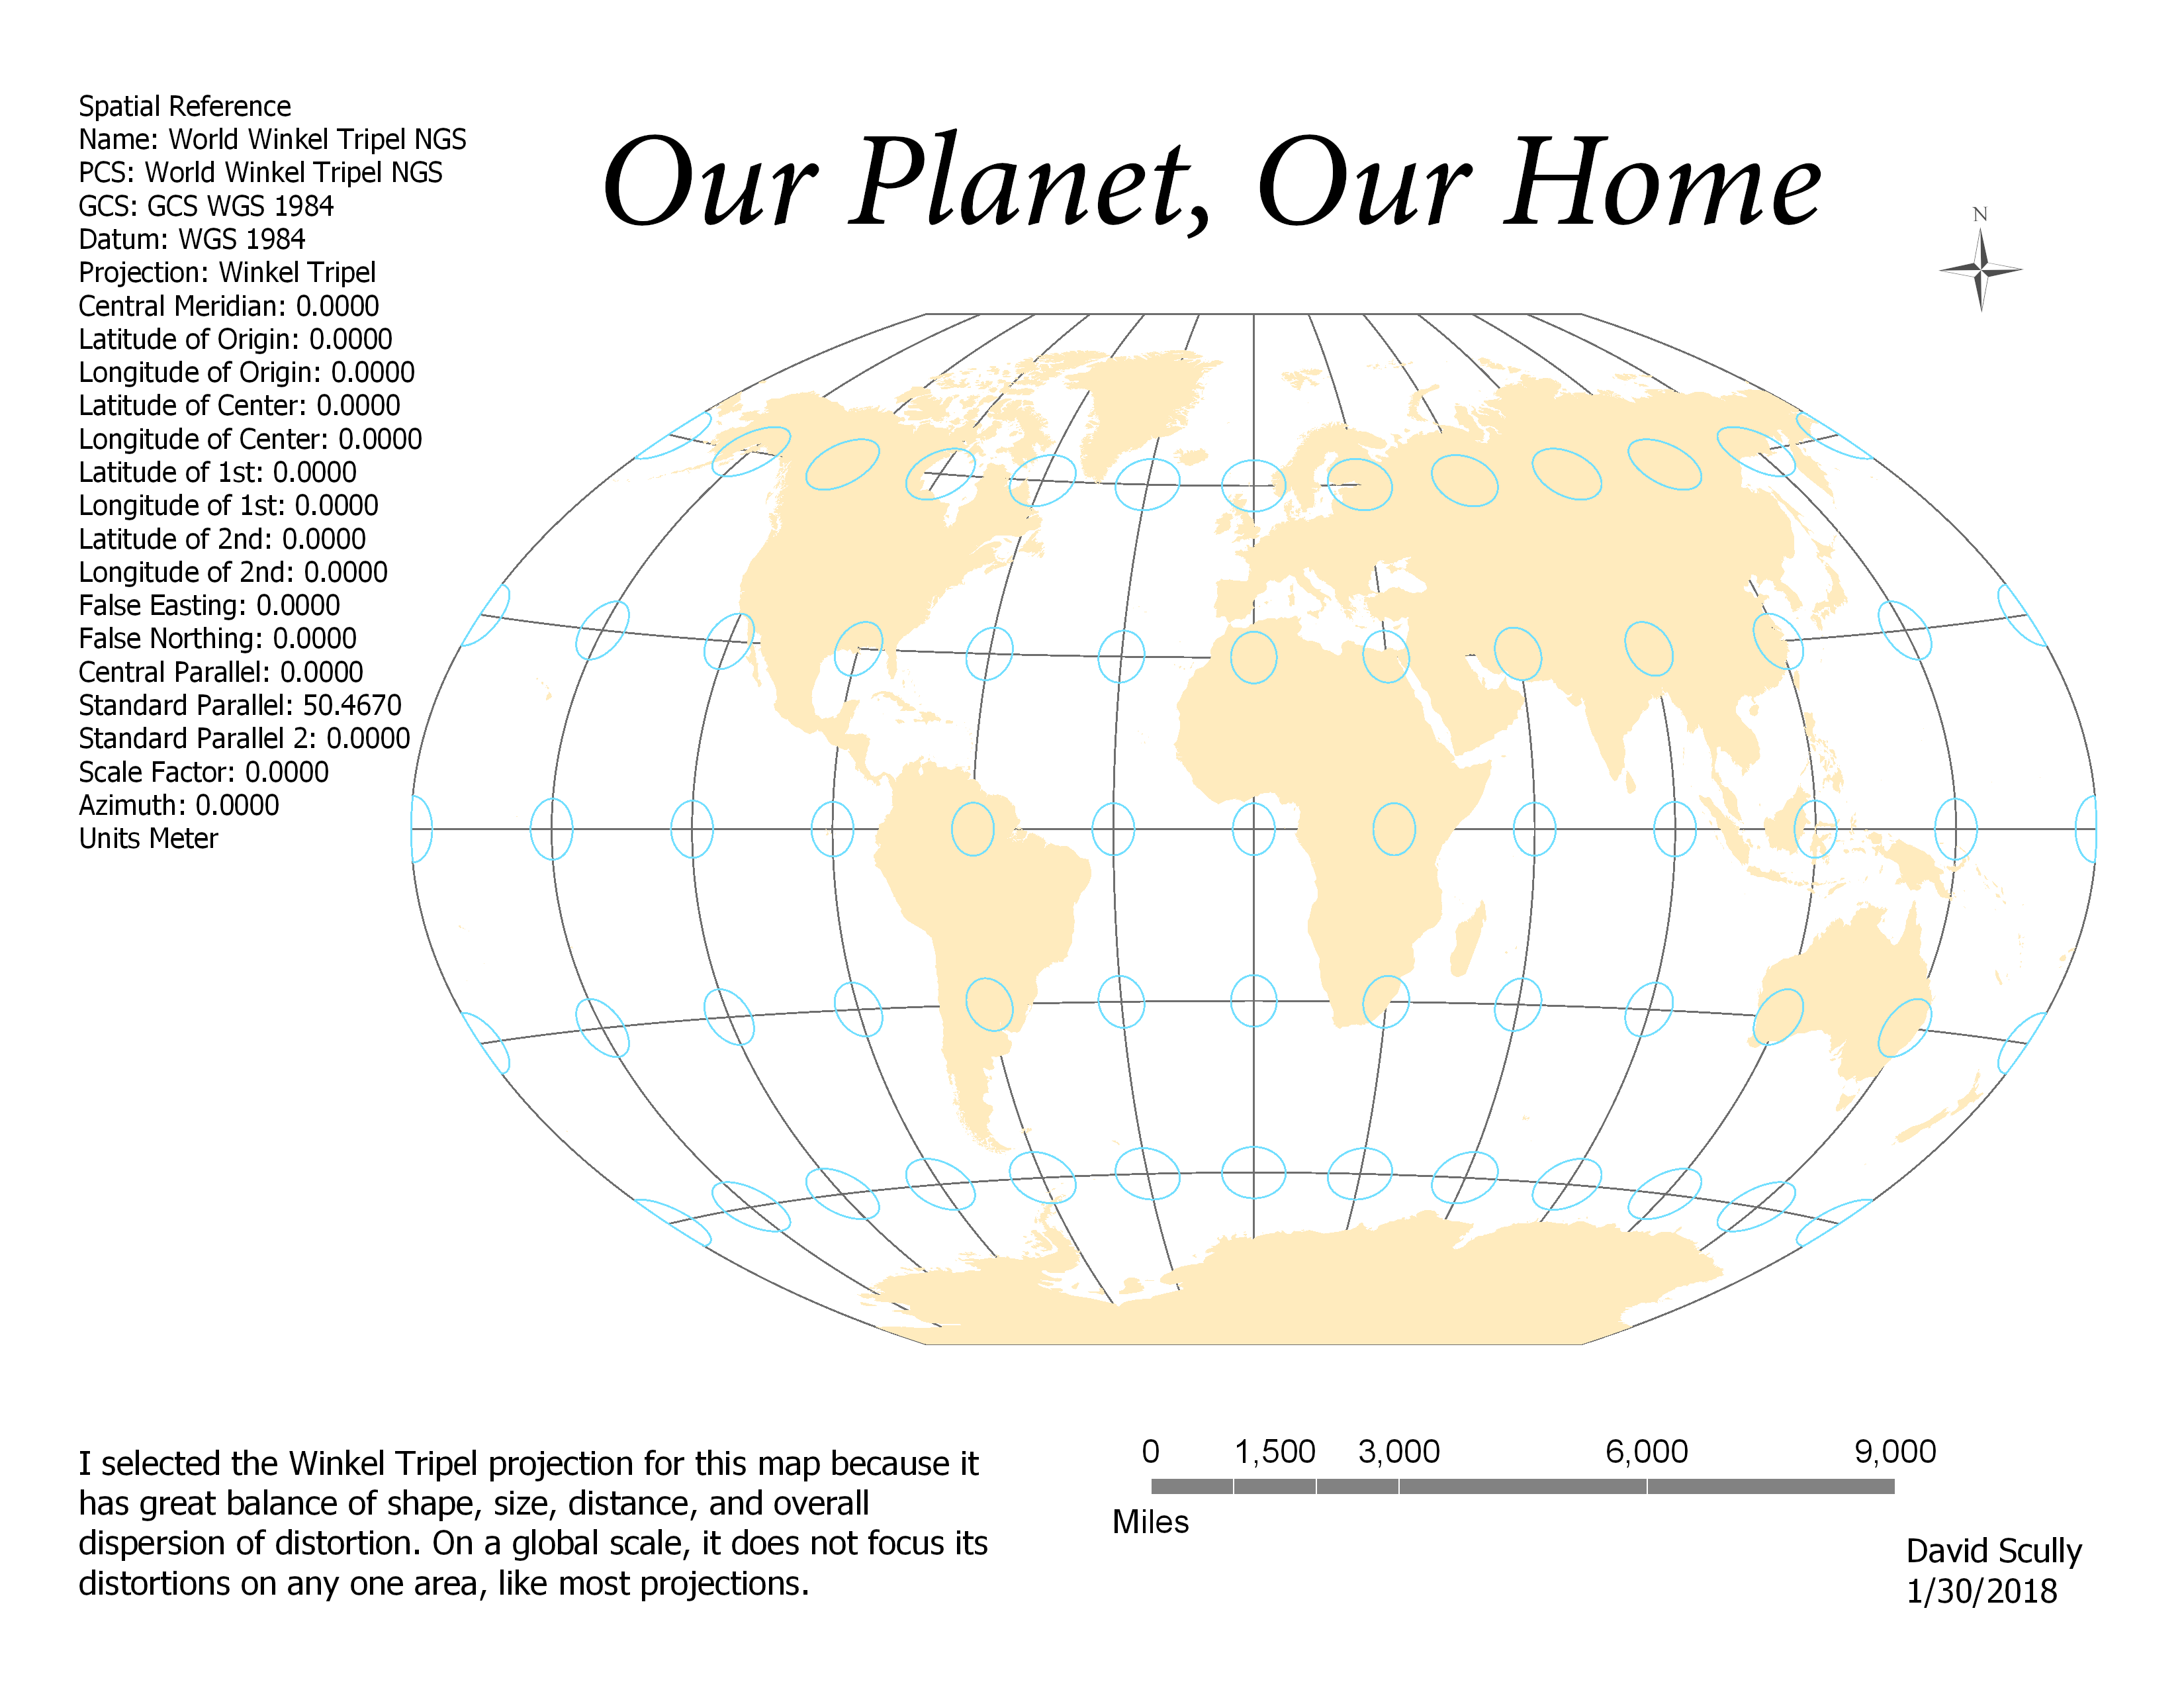 Spatial Reference
Name: World Winkel Tripel NGS
PCS: World Winkel Tripel NGS
GCS: GCS WGS 1984
Datum: WGS 1984
Projection: Winkel Tripel
Central Meridian: 0.0000
Latitude of Origin: 0.0000
Longitude of Origin: 0.0000
Latitude of Center: 0.0000
Longitude of Center: 0.0000
Latitude of 1st: 0.0000
Longitude of 1st: 0.0000
Latitude of 2nd: 0.0000
Longitude of 2nd: 0.0000
False Easting: 0.0000
False Northing: 0.0000
Central Parallel: 0.0000
Standard Parallel: 50.4670
Standard Parallel 2: 0.0000
Scale Factor: 0.0000
Azimuth: 0.0000
Units Meter
Our Planet, Our Home
N
I selected the Winkel Tripel projection for this map because it
has great balance of shape, size, distance, and overall
dispersion of distortion. On a global scale, it does not focus its
distortions on any one area, like most projections.
0 1,500 3,000 6,000 9,000
Miles
David Scully
1/30/2018